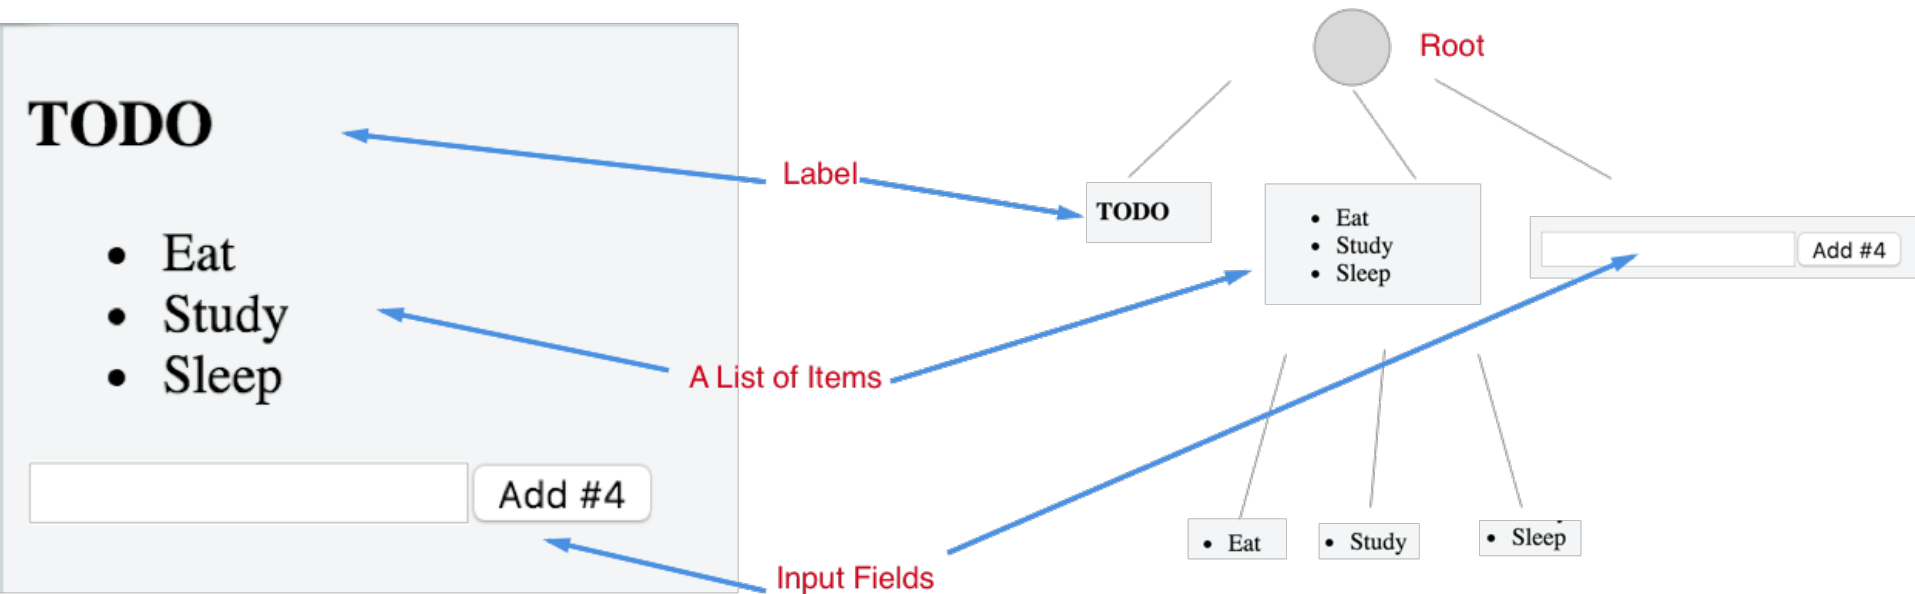 TODO
• Eat
• Study
• Sleep
Add #4
Label
A List of Items
Input Fields
Root
TODO
• Eat
• Study
• Sleep
Add #4
• Eat
• Study
• Sleep